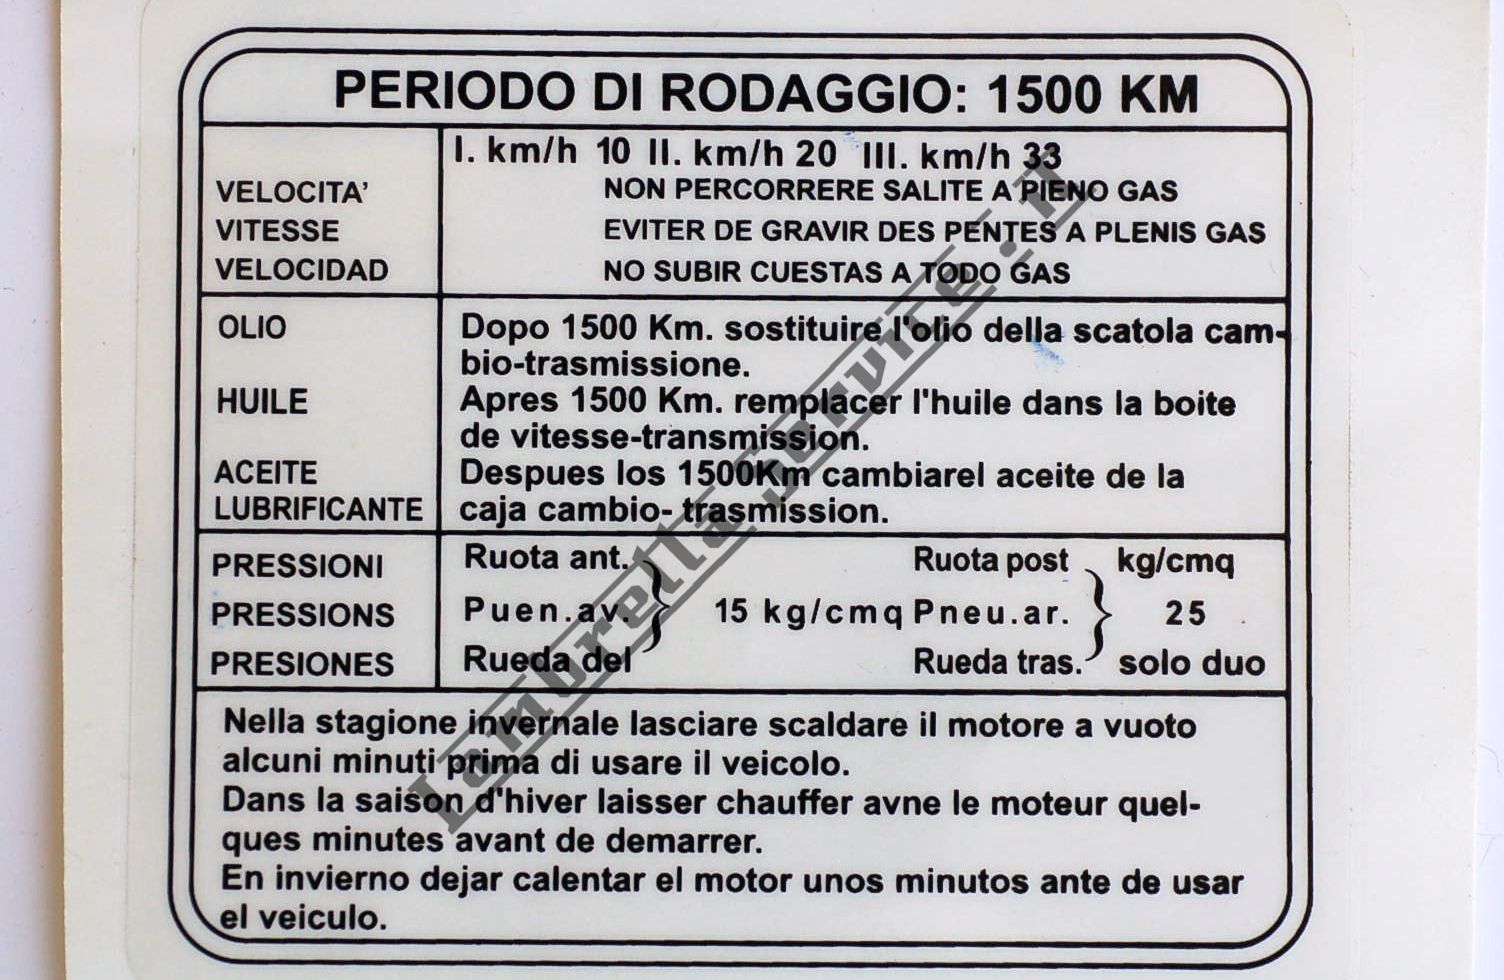 PERIODO DI RODAGGIO: 1500 KM
I. km/h 10 II. km/h 20 III. km/h 33
VELOCITA' NON PERCORRERE SALITE A PIENO GAS
VITESSE EVITER DE GRAVIR DES PENTES A PLENIS GAS
VELOCIDAD NO SUBIR CUESTAS A TODO GAS
OLIO Dopo 1500 Km. sostituire l'olio della scatola cam-
bio-trasmissione.
HUILE Apres 1500 Km. remplacer l'huile dans la boite
de vitesse-transmission.
ACEITE Despues los 1500Km cambiarel aceite de la
LUBRIFICANTE caja cambio- trasmission.
PRESSIONI Ruota ant. Ruota post kg/cmq
PRESSIONS Puen.av. 15 kg/cmq Pneu.ar. 25
PRESIONES Rueda del Rueda tras. solo duo
Nella stagione invernale lasciare scaldare il motore a vuoto
alcuni minuti prima di usare il veicolo.
Dans la saison d'hiver laisser chauffer avne le moteur quel-
ques minutes avant de demarrer.
En invierno dejar calentar el motor unos minutos ante de usar
el veiculo.
Lambretta Service.it